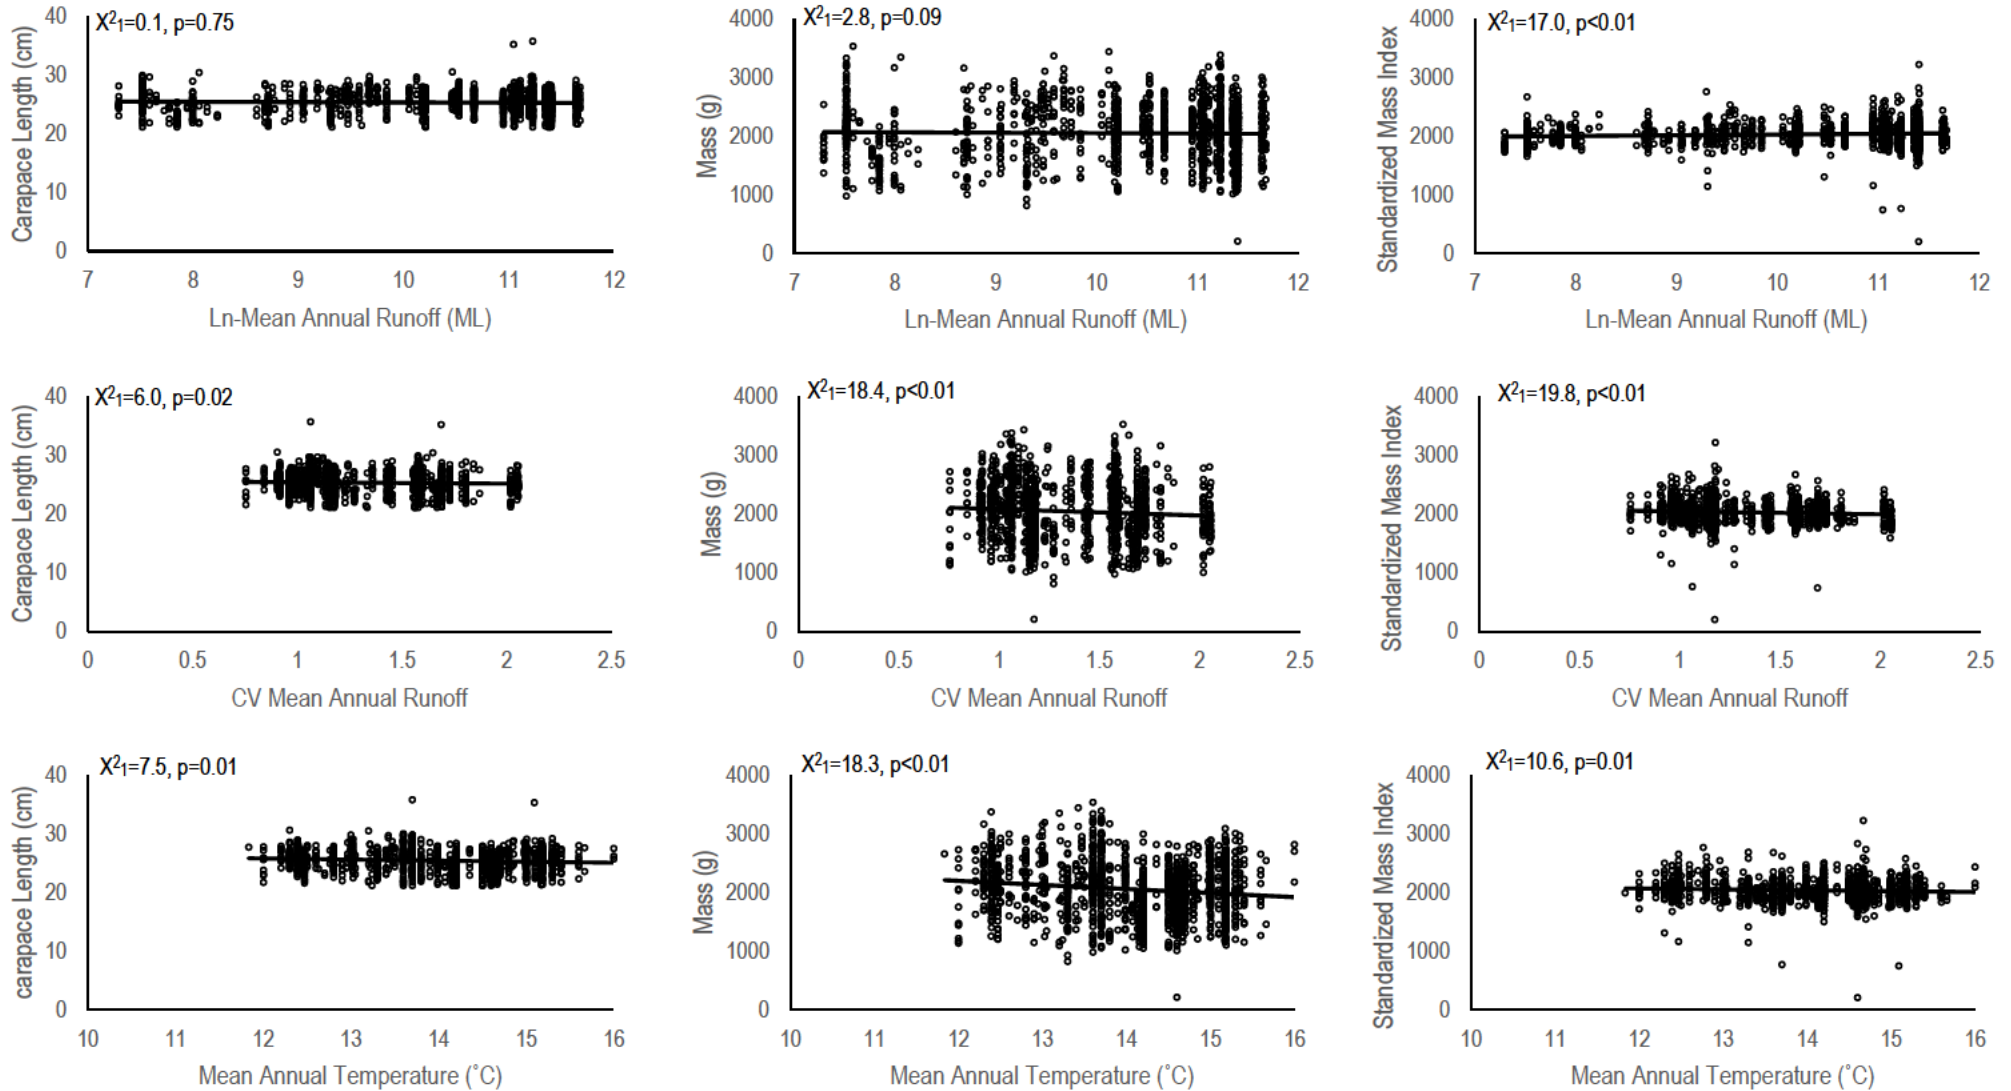 X²1=0.1, p=0.75
Carapace Length (cm)
40
30
20
10
0
7 8 9 10 11 12
Ln-Mean Annual Runoff (ML)
X²1=2.8, p=0.09
Mass (g)
4000
3000
2000
1000
0
7 8 9 10 11 12
Ln-Mean Annual Runoff (ML)
X²1=17.0, p<0.01
Standardized Mass Index
4000
3000
2000
1000
0
7 8 9 10 11 12
Ln-Mean Annual Runoff (ML)
X²1=6.0, p=0.02
Carapace Length (cm)
40
30
20
10
0
0 0.5 1 1.5 2 2.5
CV Mean Annual Runoff
X²1=18.4, p<0.01
Mass (g)
4000
3000
2000
1000
0
0 0.5 1 1.5 2 2.5
CV Mean Annual Runoff
X²1=19.8, p<0.01
Standardized Mass Index
4000
3000
2000
1000
0
0 0.5 1 1.5 2 2.5
CV Mean Annual Runoff
X²1=7.5, p=0.01
carapace Length (cm)
40
30
20
10
0
10 11 12 13 14 15 16
Mean Annual Temperature (˚C)
X²1=18.3, p<0.01
Mass (g)
4000
3000
2000
1000
0
10 11 12 13 14 15 16
Mean Annual Temperature (˚C)
X²1=10.6, p=0.01
Standardized Mass Index
4000
3000
2000
1000
0
10 11 12 13 14 15 16
Mean Annual Temperature (˚C)